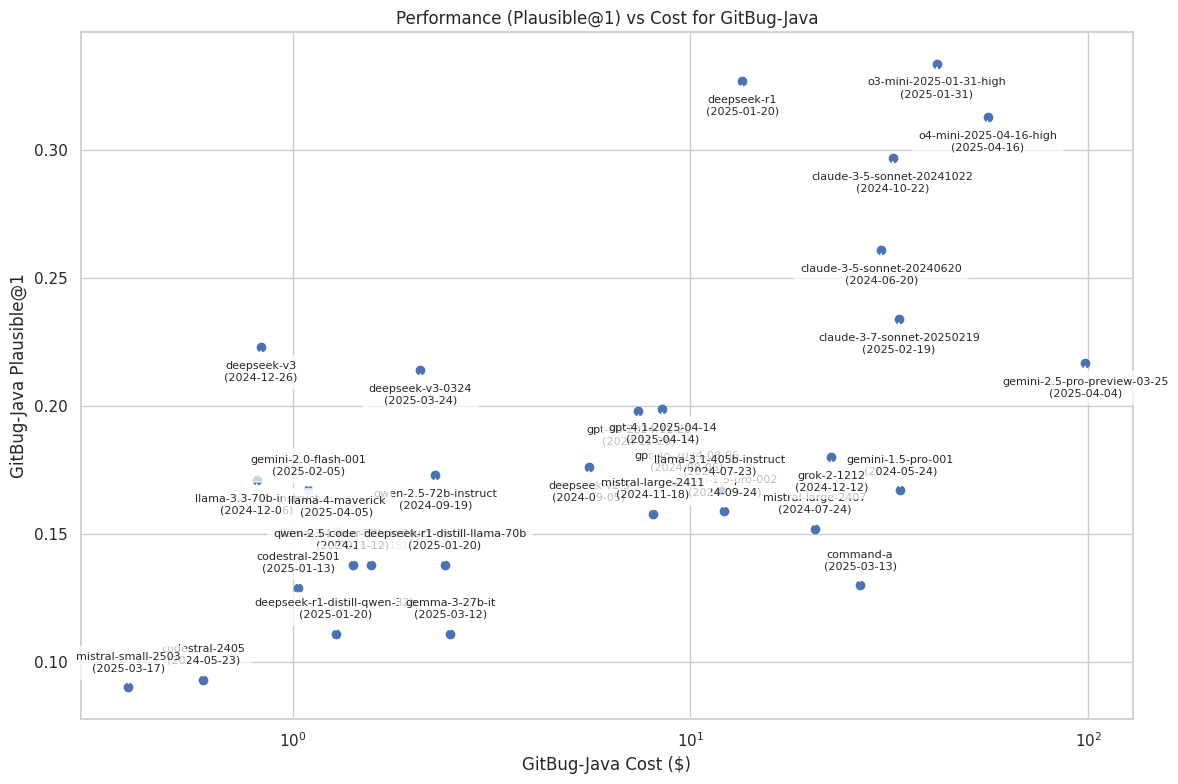 Performance (Plausible@1) vs Cost for GitBug-Java
GitBug-Java Plausible@1
0.30
0.25
0.20
0.15
0.10
o3-mini-2025-01-31-high
(2025-01-31)
deepseek-r1
(2025-01-20)
o4-mini-2025-04-16-high
(2025-04-16)
claude-3-5-sonnet-20241022
(2024-10-22)
claude-3-5-sonnet-20240620
(2024-06-20)
claude-3-7-sonnet-20250219
(2025-02-19)
deepseek-v3
(2024-12-26)
deepseek-v3-0324
(2025-03-24)
gemini-2.5-pro-preview-03-25
(2025-04-04)
gpt-4.1-2025-04-14
(2025-04-14)
gemini-2.0-flash-001
(2025-02-05)
llama-3.1-405b-instruct
(2024-07-23)
gemini-1.5-pro-001
(2024-05-24)
grok-2-1212
(2024-12-12)
llama-3.3-70b-instruct
(2024-12-06)
llama-4-maverick
(2025-04-05)
qwen-2.5-72b-instruct
(2024-09-19)
mistral-large-2411
(2024-11-18)
(2024-09-24)
mistral-large-2407
(2024-07-24)
deepseek-r1-distill-llama-70b
(2025-01-20)
(2024-11-12)
codestral-2501
(2025-01-13)
command-a
(2025-03-13)
deepseek-r1-distill-qwen-32b
(2025-01-20)
gemma-3-27b-it
(2025-03-12)
codestral-2405
(2024-05-23)
mistral-small-2503
(2025-03-17)
10⁰
10¹
10²
GitBug-Java Cost ($)